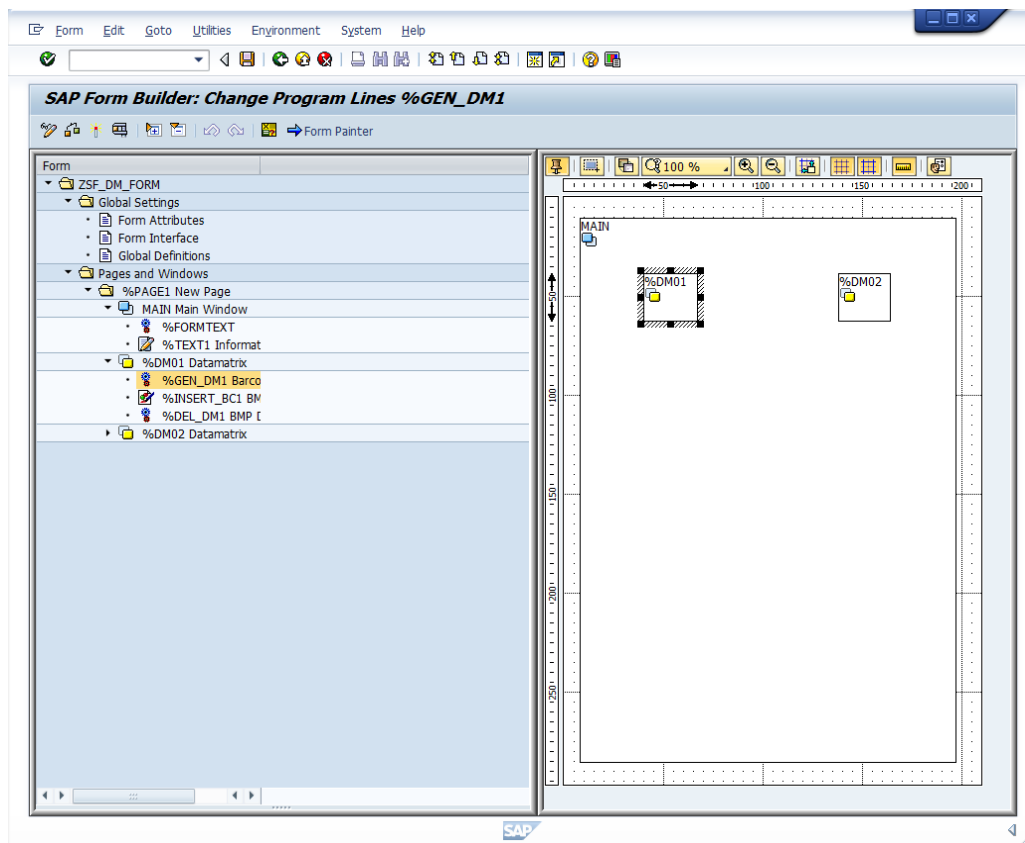 Form Edit Goto Utilities Environment System Help
SAP Form Builder: Change Program Lines %GEN_DM1
Form Painter
Form
ZSF_DM_FORM
Global Settings
Form Attributes
Form Interface
Global Definitions
Pages and Windows
%PAGE1 New Page
MAIN Main Window
%FORMTEXT
%TEXT1 Informat
%DM01 Datamatrix
%GEN_DM1 Barco
%INSERT_BC1 BM
%DEL_DM1 BMP D
%DM02 Datamatrix
100 %
50 100 150 200
MAIN
%DM01 %DM02
50
100
150
200
250
SAP